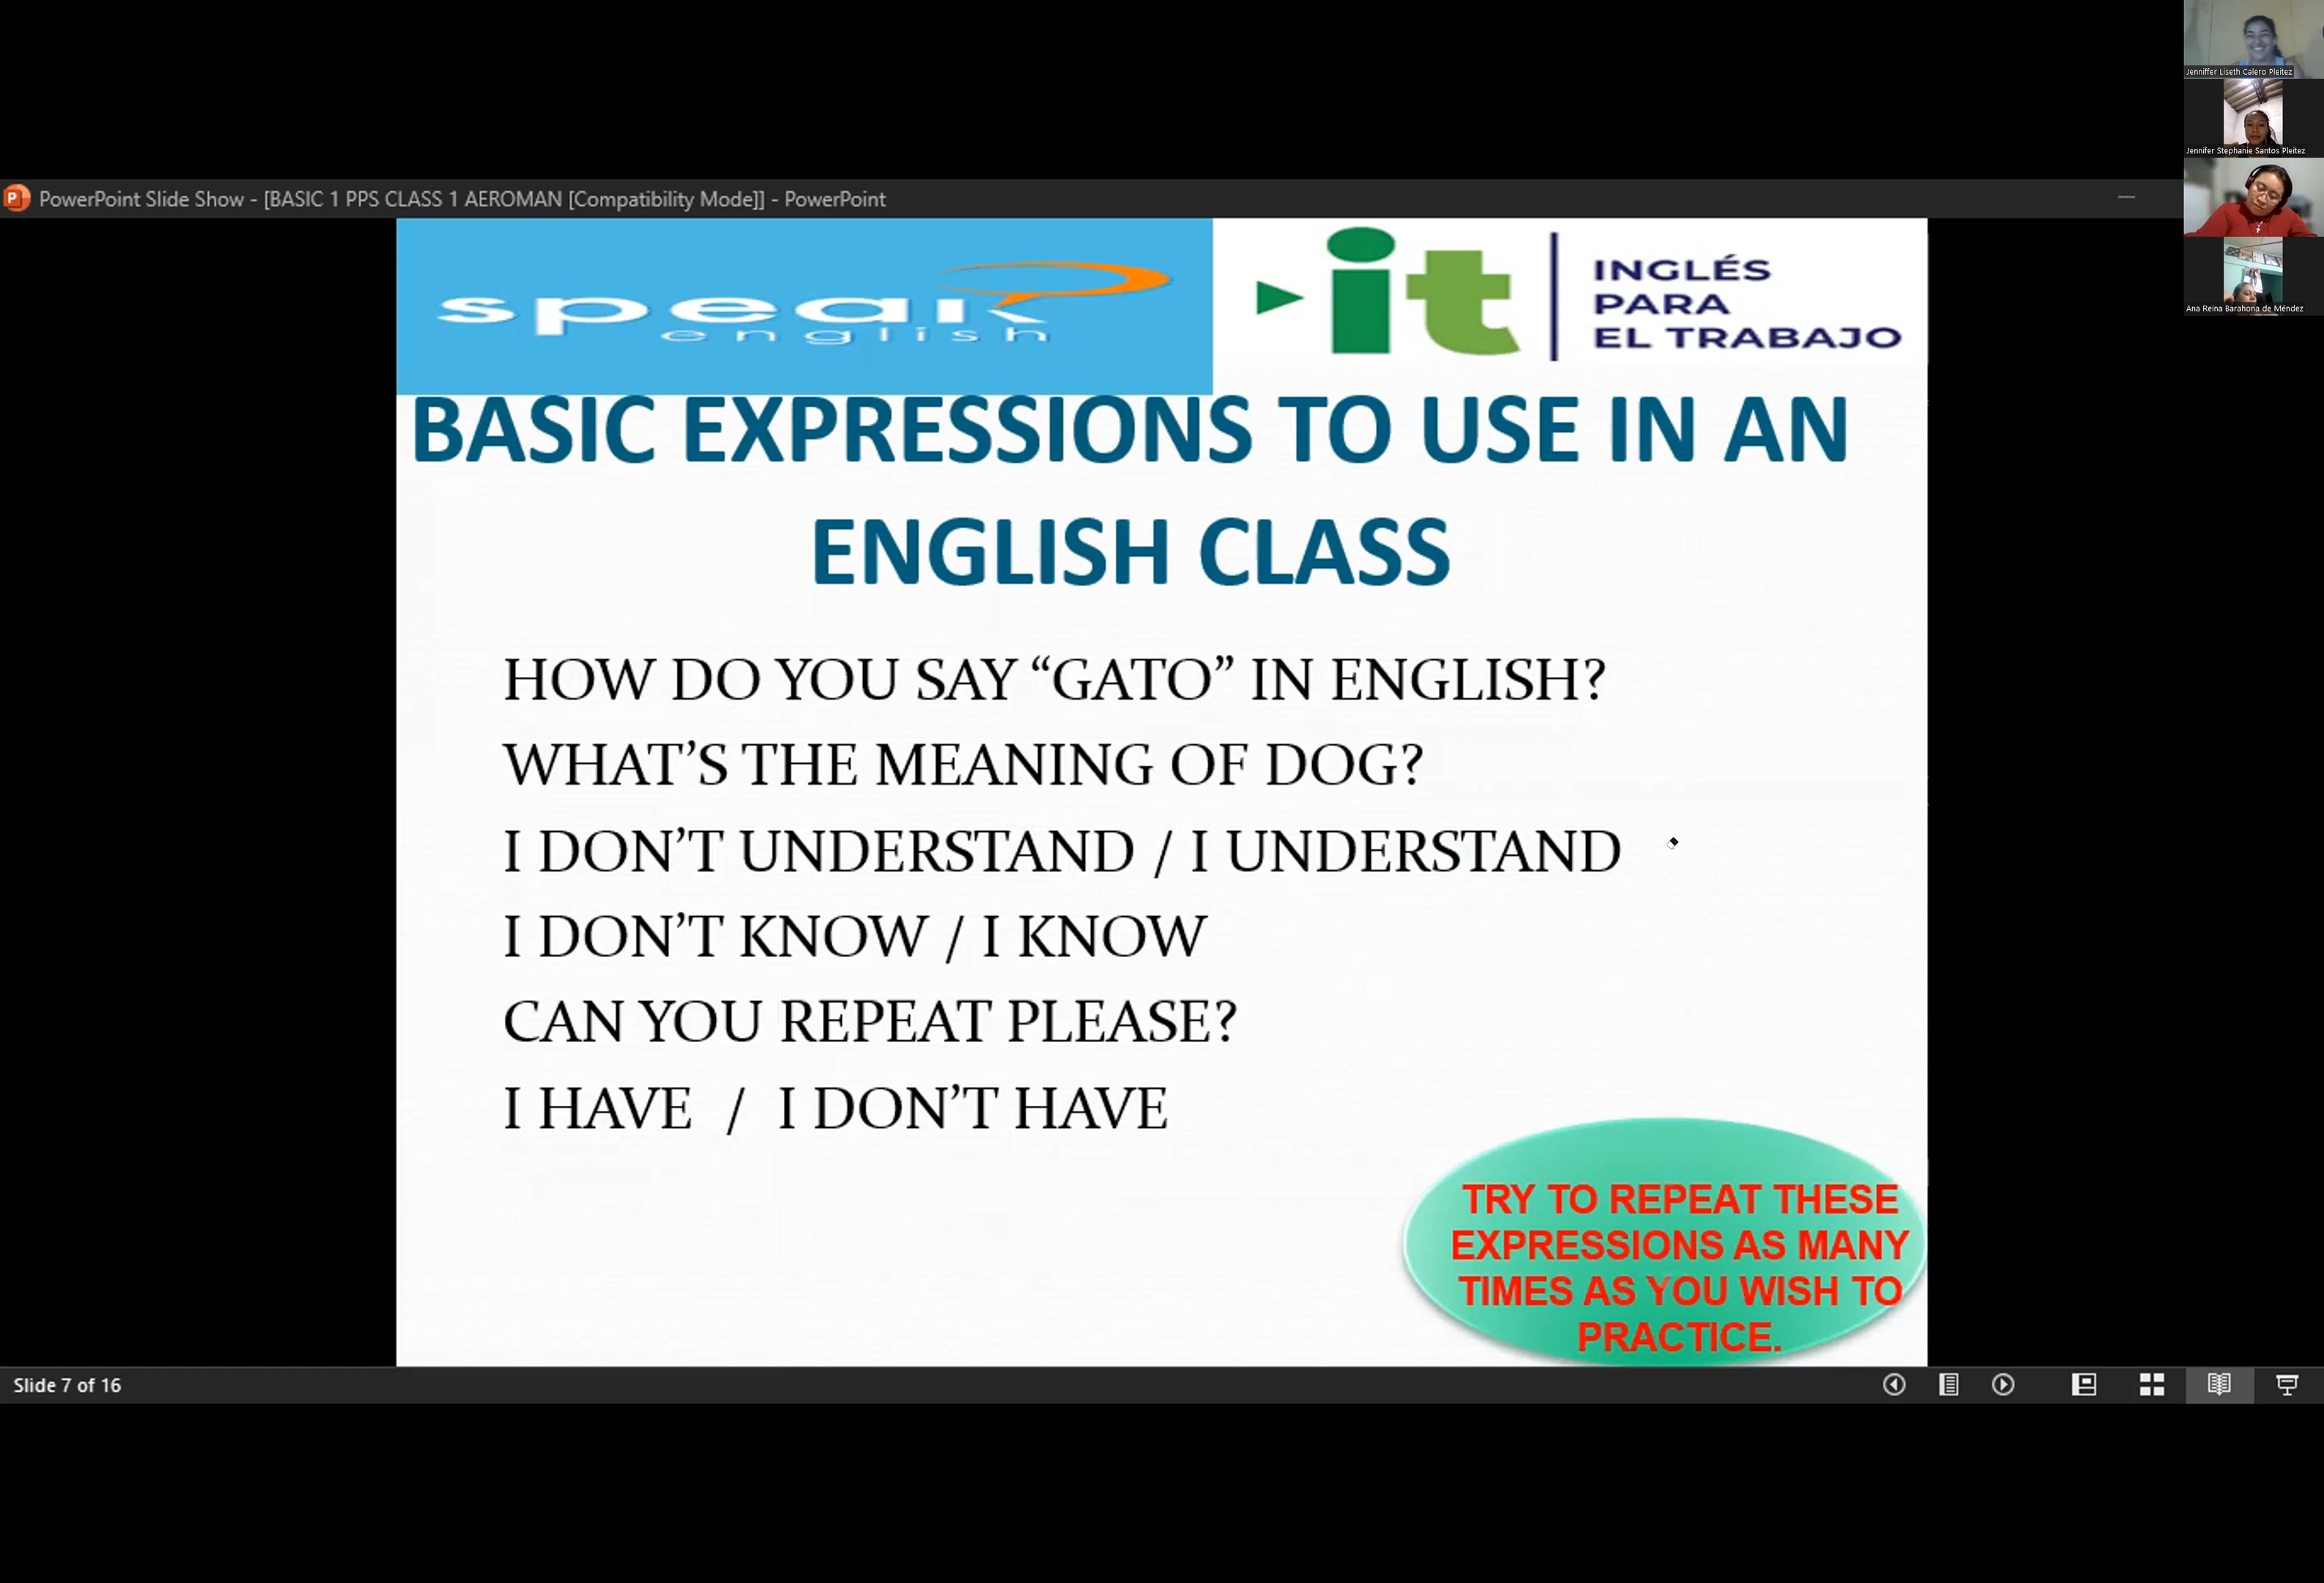 Jenniffer Liseth Calero Pleitez
Jennifer Stephanie Santos Pleitez
Ana Reina Barahona de Méndez
PowerPoint Slide Show - [BASIC 1 PPS CLASS 1 AEROMAN [Compatibility Mode]] - PowerPoint
speak
english
it
INGLÉS
PARA
EL TRABAJO
BASIC EXPRESSIONS TO USE IN AN
ENGLISH CLASS
HOW DO YOU SAY “GATO” IN ENGLISH?
WHAT’S THE MEANING OF DOG?
I DON’T UNDERSTAND / I UNDERSTAND
I DON’T KNOW / I KNOW
CAN YOU REPEAT PLEASE?
I HAVE / I DON’T HAVE
TRY TO REPEAT THESE
EXPRESSIONS AS MANY
TIMES AS YOU WISH TO
PRACTICE.
Slide 7 of 16